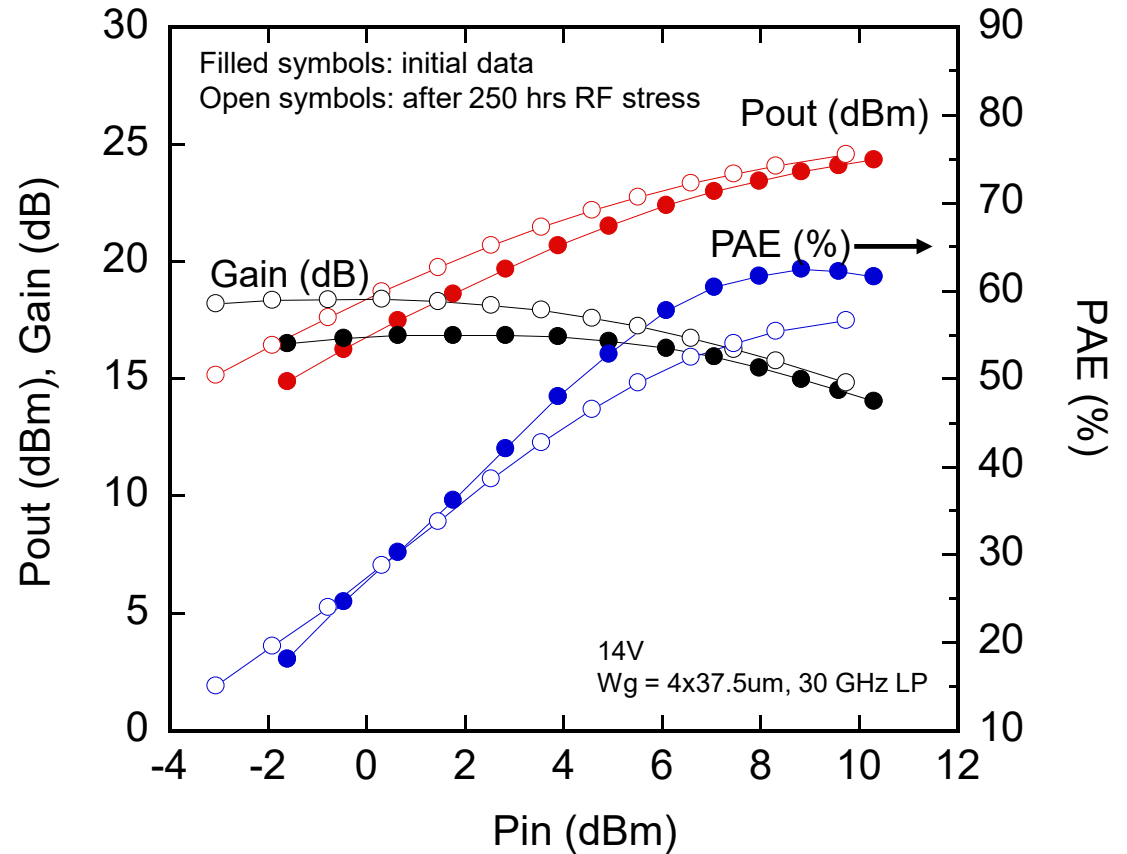 30
25
20
15
10
5
0
Pout (dBm), Gain (dB)
Filled symbols: initial data
Open symbols: after 250 hrs RF stress
Pout (dBm)
PAE (%)
Gain (dB)
14V
Wg = 4x37.5um, 30 GHz LP
90
80
70
60
50
40
30
20
10
PAE (%)
-4 -2 0 2 4 6 8 10 12
Pin (dBm)